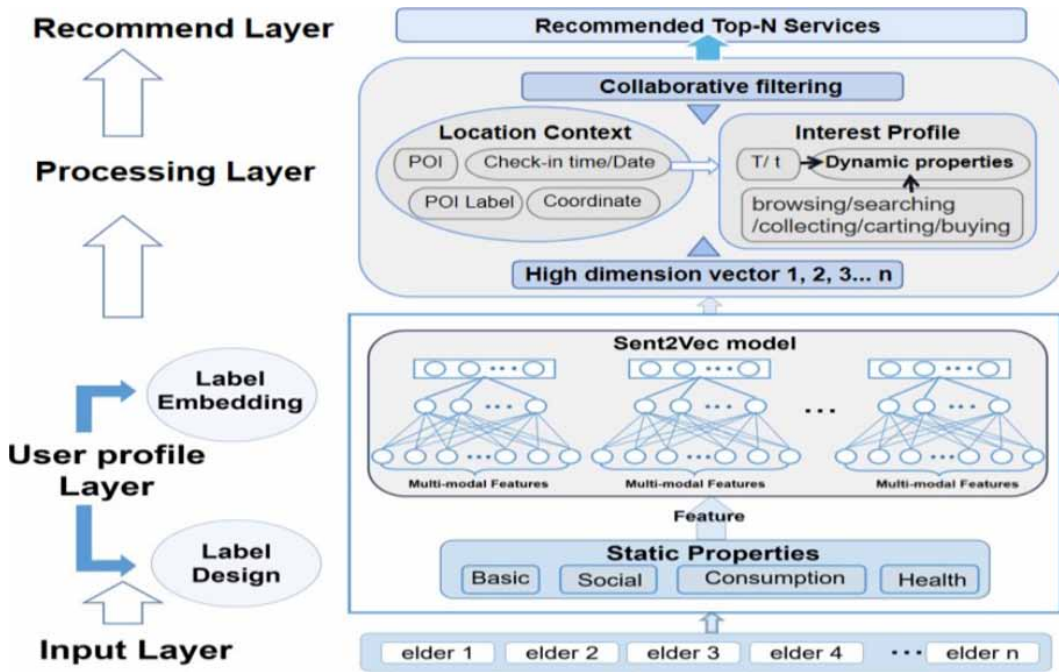 Recommend Layer
Processing Layer
Label
Embedding
User profile
Layer
Label
Design
Input Layer
Recommended Top-N Services
Collaborative filtering
Location Context
POI
Check-in time/Date
POI Label
Coordinate
Interest Profile
T/ t
Dynamic properties
browsing/searching
/collecting/carting/buying
High dimension vector 1, 2, 3... n
Sent2Vec model
...
...
...
...
...
...
...
...
...
...
Multi-modal Features
Multi-modal Features
Multi-modal Features
Feature
Static Properties
Basic
Social
Consumption
Health
elder 1
elder 2
elder 3
elder 4
...
elder n